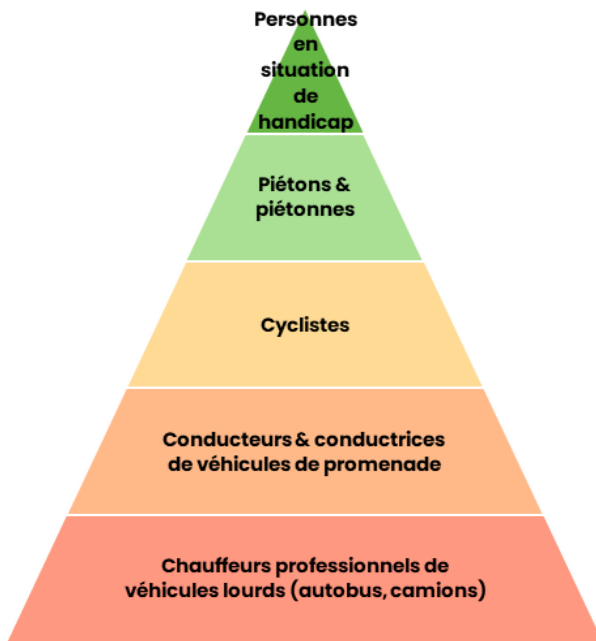 Personnes
en
situation
de
handicap
Piétons &
piétonnes
Cyclistes
Conducteurs & conductrices
de véhicules de promenade
Chauffeurs professionnels de
véhicules lourds (autobus, camions)